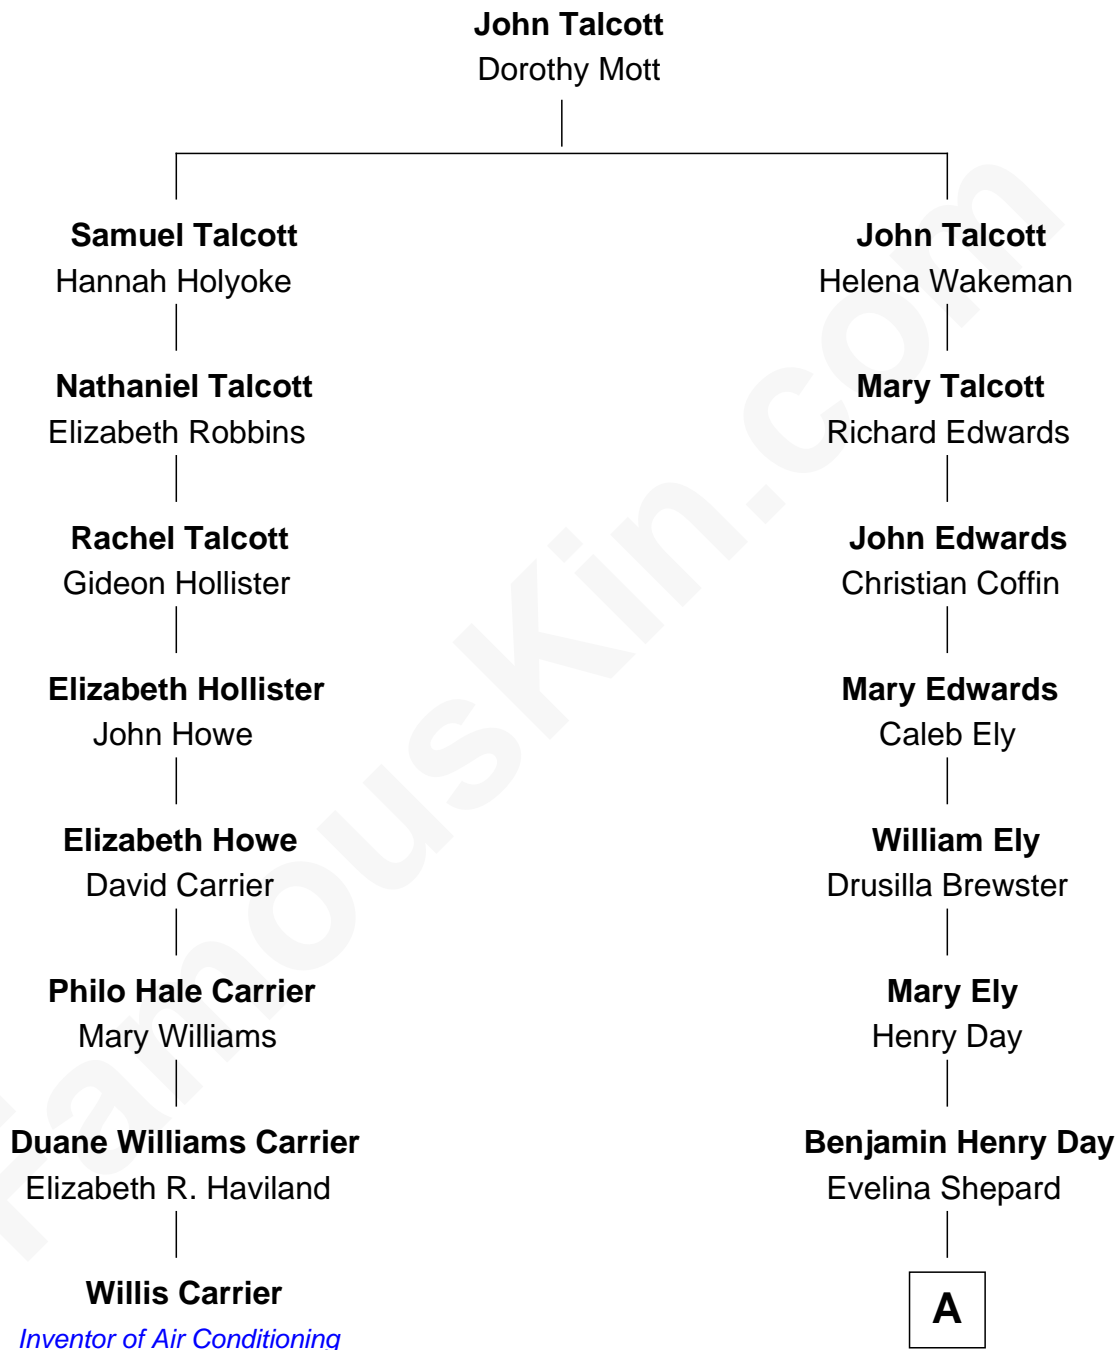 John Talcott
Dorothy Mott
Samuel Talcott
Hannah Holyoke
John Talcott
Helena Wakeman
Nathaniel Talcott
Elizabeth Robbins
Mary Talcott
Richard Edwards
Rachel Talcott
Gideon Hollister
John Edwards
Christian Coffin
Elizabeth Hollister
John Howe
Mary Edwards
Caleb Ely
Elizabeth Howe
David Carrier
William Ely
Drusilla Brewster
Philo Hale Carrier
Mary Williams
Mary Ely
Henry Day
Duane Williams Carrier
Elizabeth R. Haviland
Benjamin Henry Day
Evelina Shepard
Willis Carrier
Inventor of Air Conditioning
A
FamousKin.com